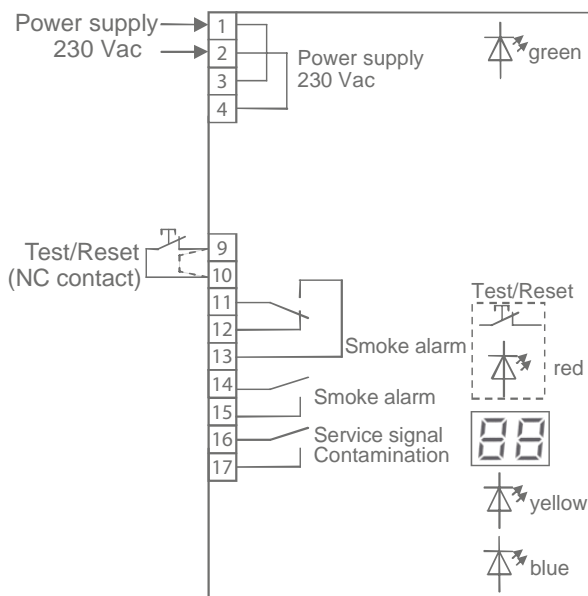 Power supply
230 Vac
1
2
3
4
Power supply
230 Vac
green
Test/Reset
(NC contact)
9
10
11
12
13
14
15
16
17
Smoke alarm
Smoke alarm
Service signal
Contamination
Test/Reset
red
88
yellow
blue